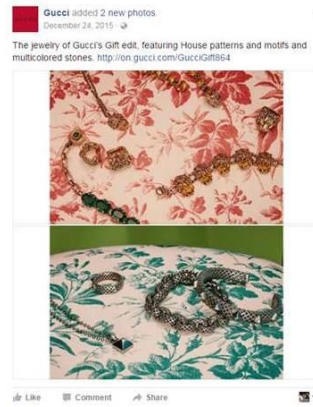 Gucci added 2 new photos.
December 24, 2015 ·
The jewelry of Gucci's Gift edit, featuring House patterns and motifs and
multicolored stones. http://on.gucci.com/GucciGift864
Like Comment Share